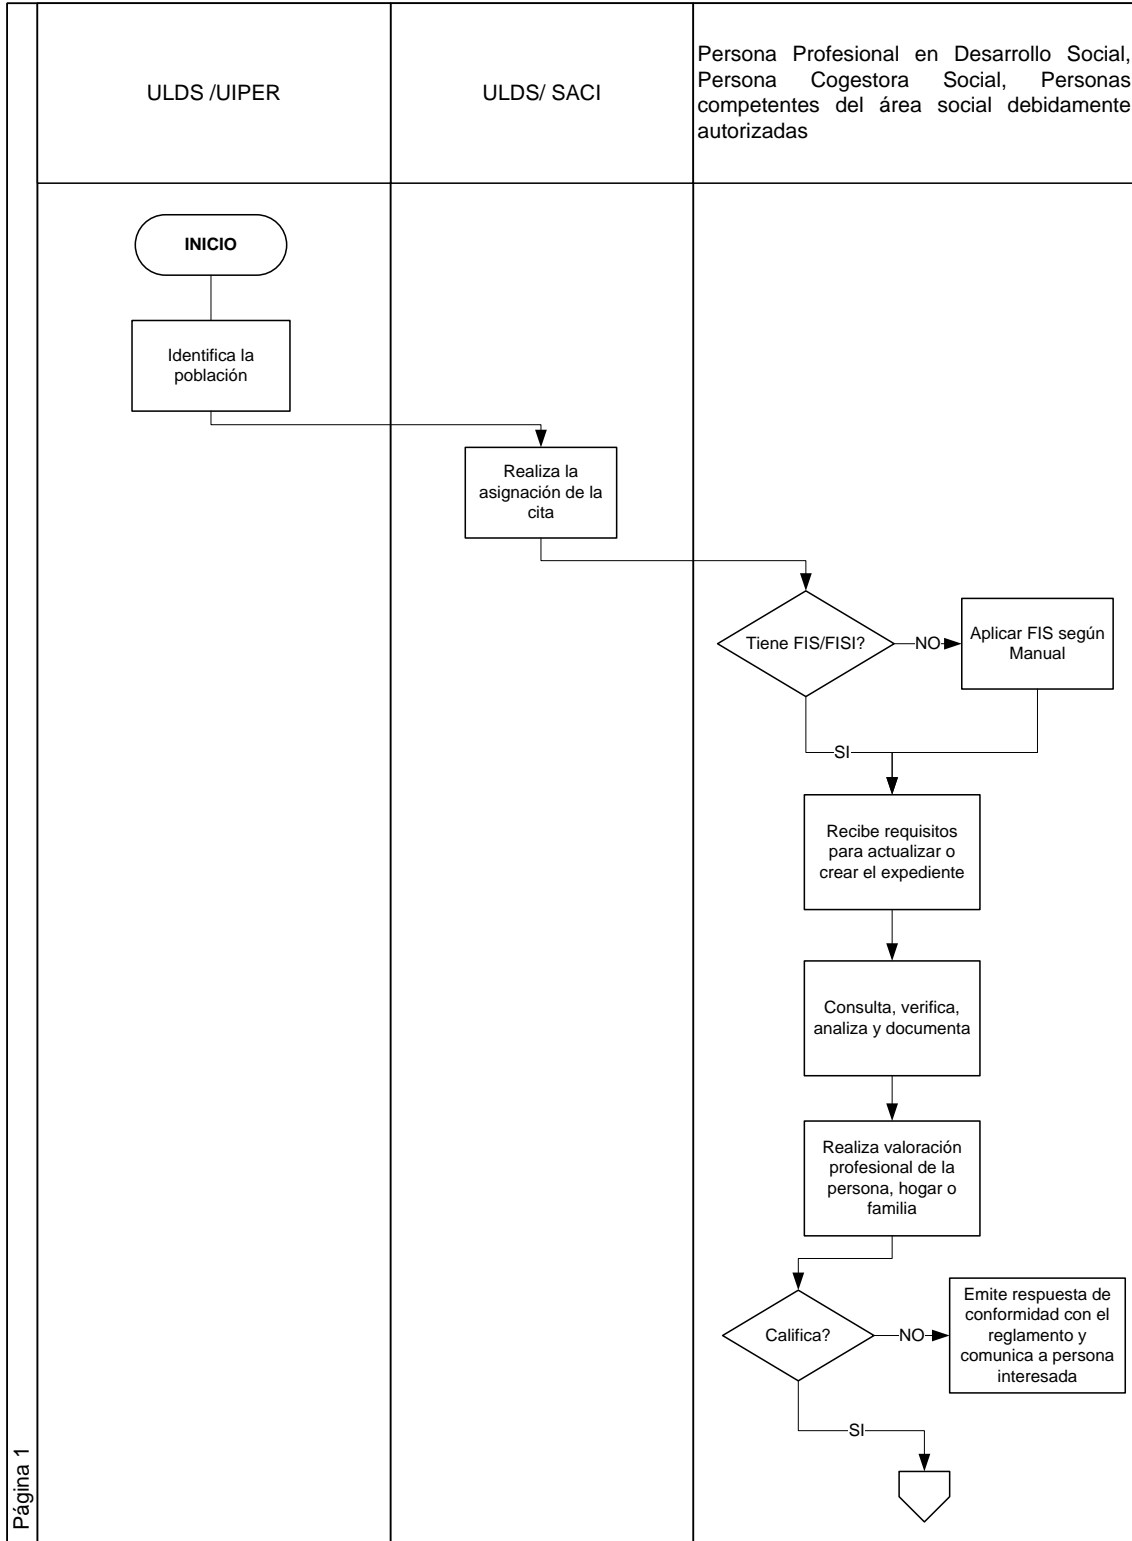 ULDS /UIPER
ULDS/ SACI
Persona Profesional en Desarrollo Social,
Persona Cogestora Social, Personas
competentes del área social debidamente
autorizadas
INICIO
Identifica la
población
Realiza la
asignación de la
cita
Tiene FIS/FISI?
NO
Aplicar FIS según
Manual
SI
Recibe requisitos
para actualizar o
crear el expediente
Consulta, verifica,
analiza y documenta
Realiza valoración
profesional de la
persona, hogar o
familia
Califica?
NO
Emite respuesta de
conformidad con el
reglamento y
comunica a persona
interesada
SI
Página 1